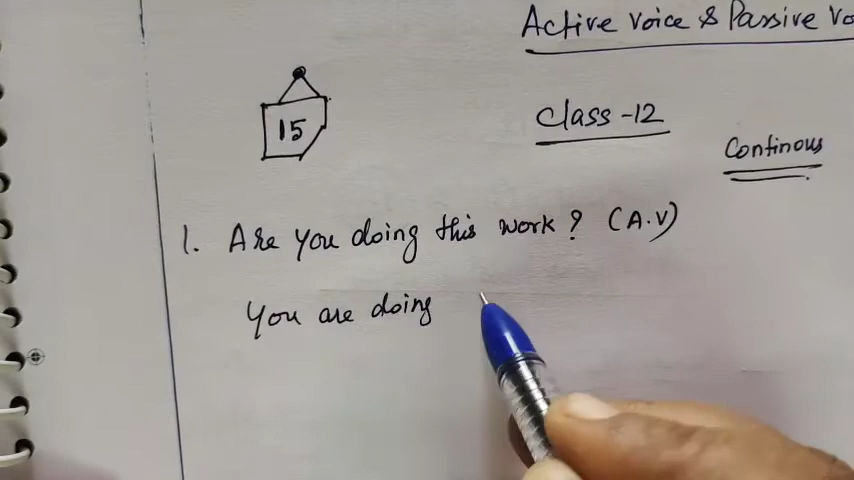 Active Voice & Passive Vo
15
Class -12
Continous
1. Are you doing this work? (A.V)
You are doing